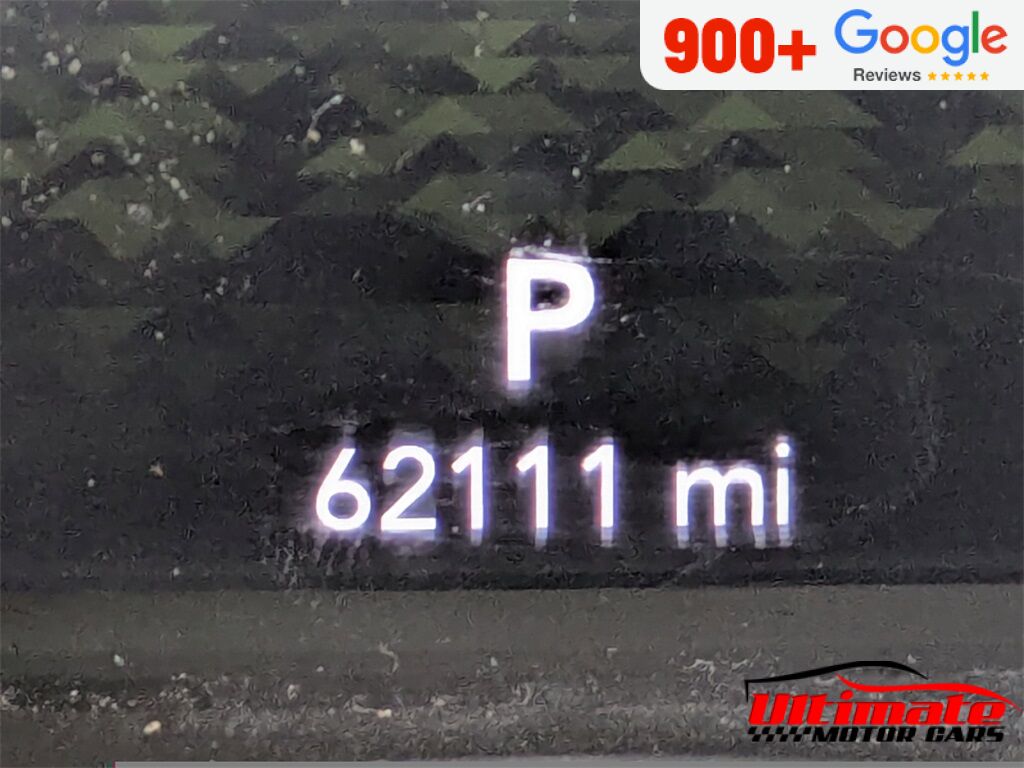 900+ Google
Reviews
P
62111 mi
Ultimate
MOTOR CARS